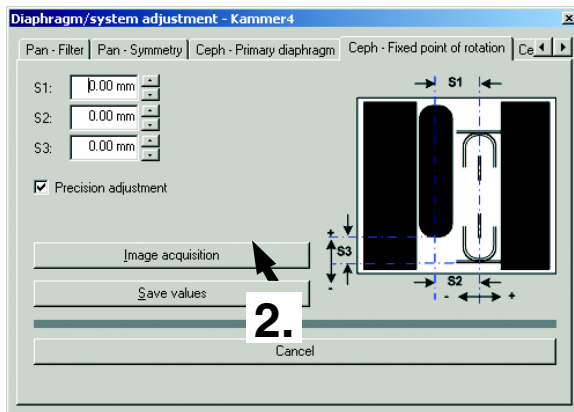 Diaphragm/system adjustment - Kammer4
Pan - Filter
Pan - Symmetry
Ceph - Primary diaphragm
Ceph - Fixed point of rotation
Ce
S1: 0.00 mm
S2: 0.00 mm
S3: 0.00 mm
Precision adjustment
S1
+
S3
-
S2
- +
Image acquisition
Save values
2.
Cancel